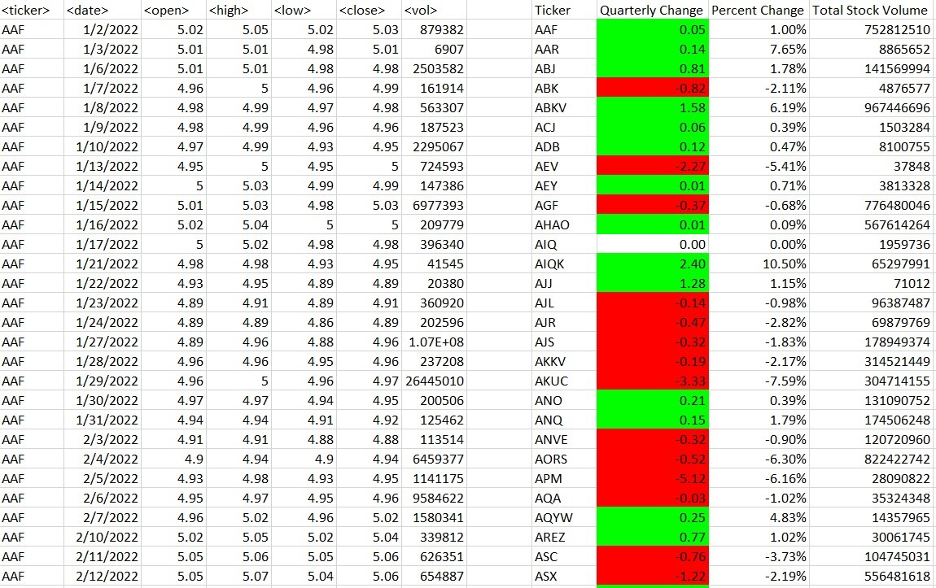 <ticker> <date> <open> <high> <low> <close> <vol> Ticker Quarterly Change Percent Change Total Stock Volume
AAF 1/2/2022 5.02 5.05 5.02 5.03 879382 AAF 0.05 1.00% 752812510
AAF 1/3/2022 5.01 5.01 4.98 5.01 6907 AAR 0.14 7.65% 8865652
AAF 1/6/2022 5.01 5.01 4.98 4.98 2503582 ABJ 0.81 1.78% 141569994
AAF 1/7/2022 4.96 5 4.96 4.99 161914 ABK -0.82 -2.11% 4876577
AAF 1/8/2022 4.98 4.99 4.97 4.98 563307 ABKV 1.58 6.19% 967446696
AAF 1/9/2022 4.98 4.99 4.96 4.96 187523 ACJ 0.06 0.39% 1503284
AAF 1/10/2022 4.97 4.99 4.93 4.95 2295067 ADB 0.12 0.47% 8100755
AAF 1/13/2022 4.95 5 4.95 5 724593 AEV -2.27 -5.41% 37848
AAF 1/14/2022 5 5.03 4.99 4.99 147386 AEY 0.01 0.71% 3813328
AAF 1/15/2022 5.01 5.03 4.98 5.03 6977393 AGF -0.37 -0.68% 776480046
AAF 1/16/2022 5.02 5.04 5 5 209779 AHAO 0.01 0.09% 567614264
AAF 1/17/2022 5 5.02 4.98 4.98 396340 AIQ 0.00 0.00% 1959736
AAF 1/21/2022 4.98 4.98 4.93 4.95 41545 AIQK 2.40 10.50% 65297991
AAF 1/22/2022 4.93 4.95 4.89 4.89 20380 AJJ 1.28 1.15% 71012
AAF 1/23/2022 4.89 4.91 4.89 4.91 360920 AJL -0.14 -0.98% 96387487
AAF 1/24/2022 4.89 4.89 4.86 4.89 202596 AJR -0.47 -2.82% 69879769
AAF 1/27/2022 4.89 4.96 4.88 4.96 1.07E+08 AJS -0.32 -1.83% 178949374
AAF 1/28/2022 4.96 4.96 4.95 4.96 237208 AKKV -0.19 -2.17% 314521449
AAF 1/29/2022 4.96 5 4.96 4.97 26445010 AKUC -3.33 -7.59% 304714155
AAF 1/30/2022 4.97 4.97 4.94 4.95 200506 ANO 0.21 0.39% 131090752
AAF 1/31/2022 4.94 4.94 4.91 4.92 125462 ANQ 0.15 1.79% 174506248
AAF 2/3/2022 4.91 4.91 4.88 4.88 113514 ANVE -0.32 -0.90% 120720960
AAF 2/4/2022 4.9 4.94 4.9 4.94 6459377 AORS -0.52 -6.30% 822422742
AAF 2/5/2022 4.93 4.98 4.93 4.95 1141175 APM -5.12 -6.16% 28090822
AAF 2/6/2022 4.95 4.97 4.95 4.96 9584622 AQA -0.03 -1.02% 35324348
AAF 2/7/2022 4.96 5.02 4.96 5.02 1580341 AQYW 0.25 4.83% 14357965
AAF 2/10/2022 5.02 5.05 5.02 5.04 339812 AREZ 0.77 1.02% 30061745
AAF 2/11/2022 5.05 5.06 5.05 5.06 626351 ASC -0.76 -3.73% 104745031
AAF 2/12/2022 5.05 5.07 5.04 5.06 654887 ASX -1.22 -2.19% 556481618